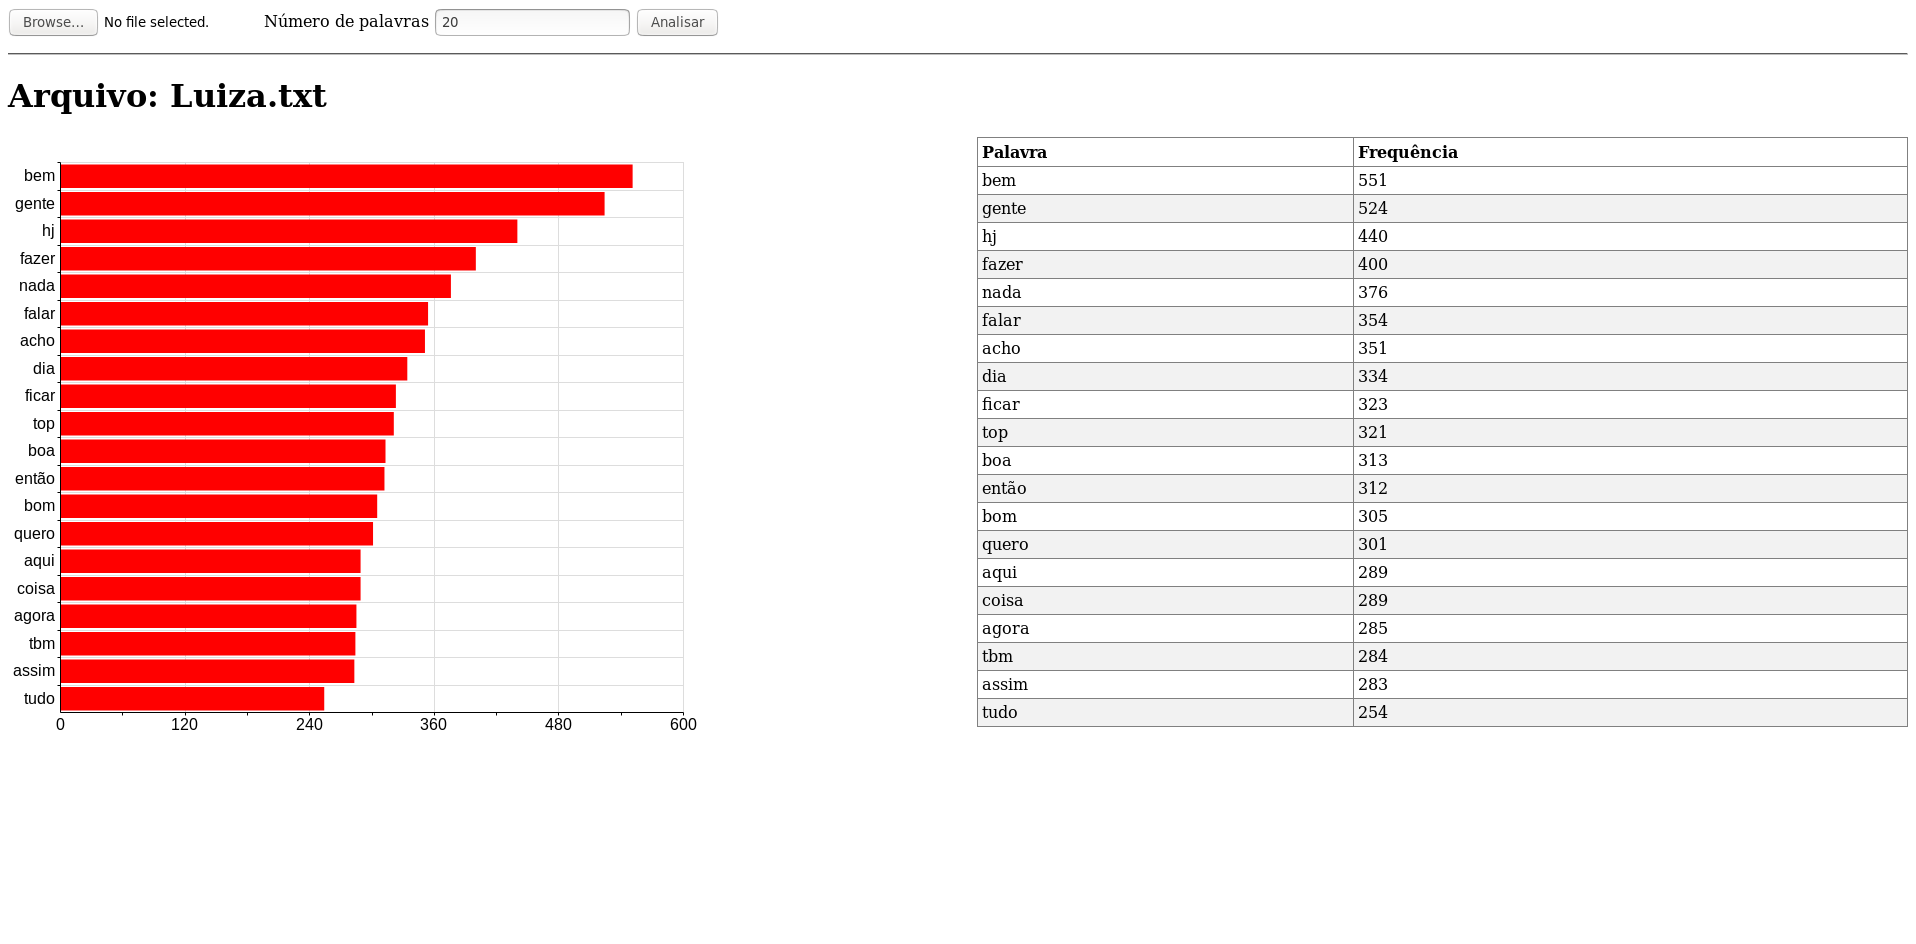 Browse... No file selected. Número de palavras 20 Analisar
Arquivo: Luiza.txt
bem
gente
hj
fazer
nada
falar
acho
dia
ficar
top
boa
então
bom
quero
aqui
coisa
agora
tbm
assim
tudo
0 120 240 360 480 600
Palavra Frequência
bem 551
gente 524
hj 440
fazer 400
nada 376
falar 354
acho 351
dia 334
ficar 323
top 321
boa 313
então 312
bom 305
quero 301
aqui 289
coisa 289
agora 285
tbm 284
assim 283
tudo 254